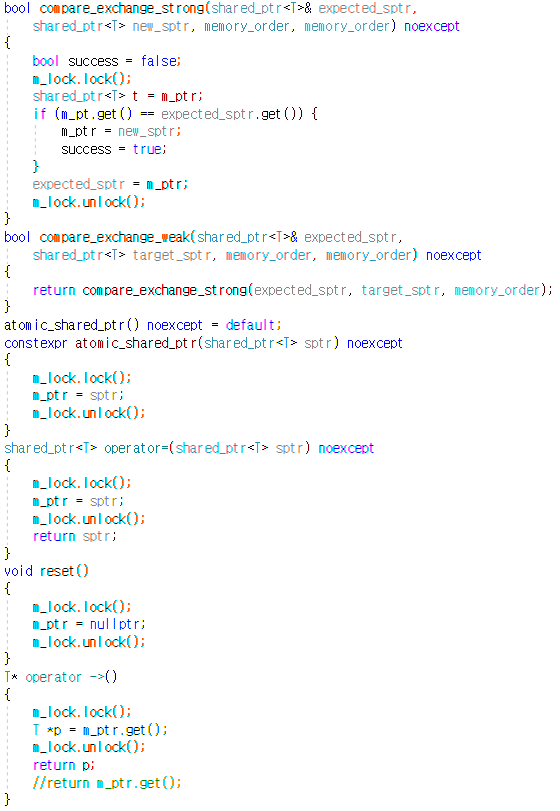 bool compare_exchange_strong(shared_ptr<T>& expected_sptr,
    shared_ptr<T> new_sptr, memory_order, memory_order) noexcept
{
    bool success = false;
    m_lock.lock();
    shared_ptr<T> t = m_ptr;
    if (m_pt.get() == expected_sptr.get()) {
        m_ptr = new_sptr;
        success = true;
    }
    expected_sptr = m_ptr;
    m_lock.unlock();
}
bool compare_exchange_weak(shared_ptr<T>& expected_sptr,
    shared_ptr<T> target_sptr, memory_order, memory_order) noexcept
{
    return compare_exchange_strong(expected_sptr, target_sptr, memory_order);
}
atomic_shared_ptr() noexcept = default;
constexpr atomic_shared_ptr(shared_ptr<T> sptr) noexcept
{
    m_lock.lock();
    m_ptr = sptr;
    m_lock.unlock();
}
shared_ptr<T> operator=(shared_ptr<T> sptr) noexcept
{
    m_lock.lock();
    m_ptr = sptr;
    m_lock.unlock();
    return sptr;
}
void reset()
{
    m_lock.lock();
    m_ptr = nullptr;
    m_lock.unlock();
}
T* operator ->()
{
    m_lock.lock();
    T *p = m_ptr.get();
    m_lock.unlock();
    return p;
    //return m_ptr.get();
}